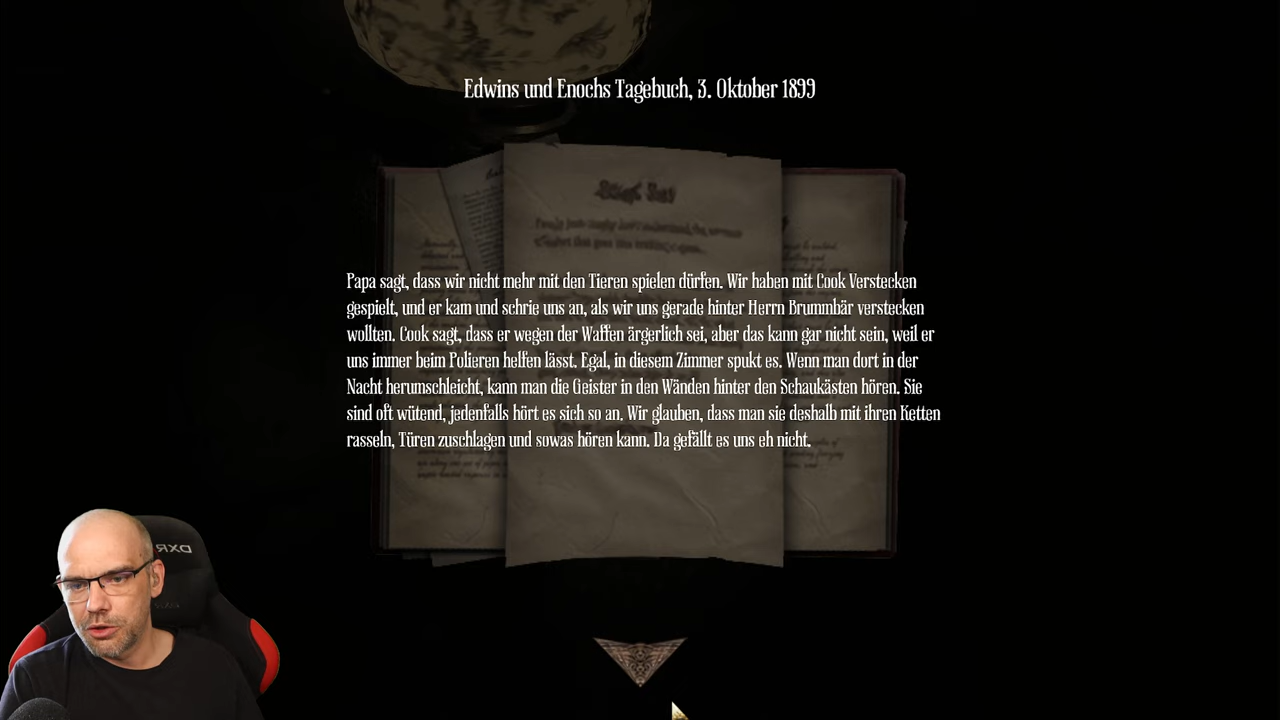 Edwins und Enochs Tagebuch, 3. Oktober 1899
Papa sagt, dass wir nicht mehr mit den Tieren spielen dürfen. Wir haben mit Cook Verstecken
gespielt, und er kam und schrie uns an, als wir uns gerade hinter Herrn Brummbär verstecken
wollten. Cook sagt, dass er wegen der Waffen ärgerlich sei, aber das kann gar nicht sein, weil er
uns immer beim Polieren helfen lässt. Egal, in diesem Zimmer spukt es. Wenn man dort in der
Nacht herumschleicht, kann man die Geister in den Wänden hinter den Schaukästen hören. Sie
sind oft wütend, jedenfalls hört es sich so an. Wir glauben, dass man sie deshalb mit ihren Ketten
rasseln, Türen zuschlagen und sowas hören kann. Da gefällt es uns eh nicht.
DXR